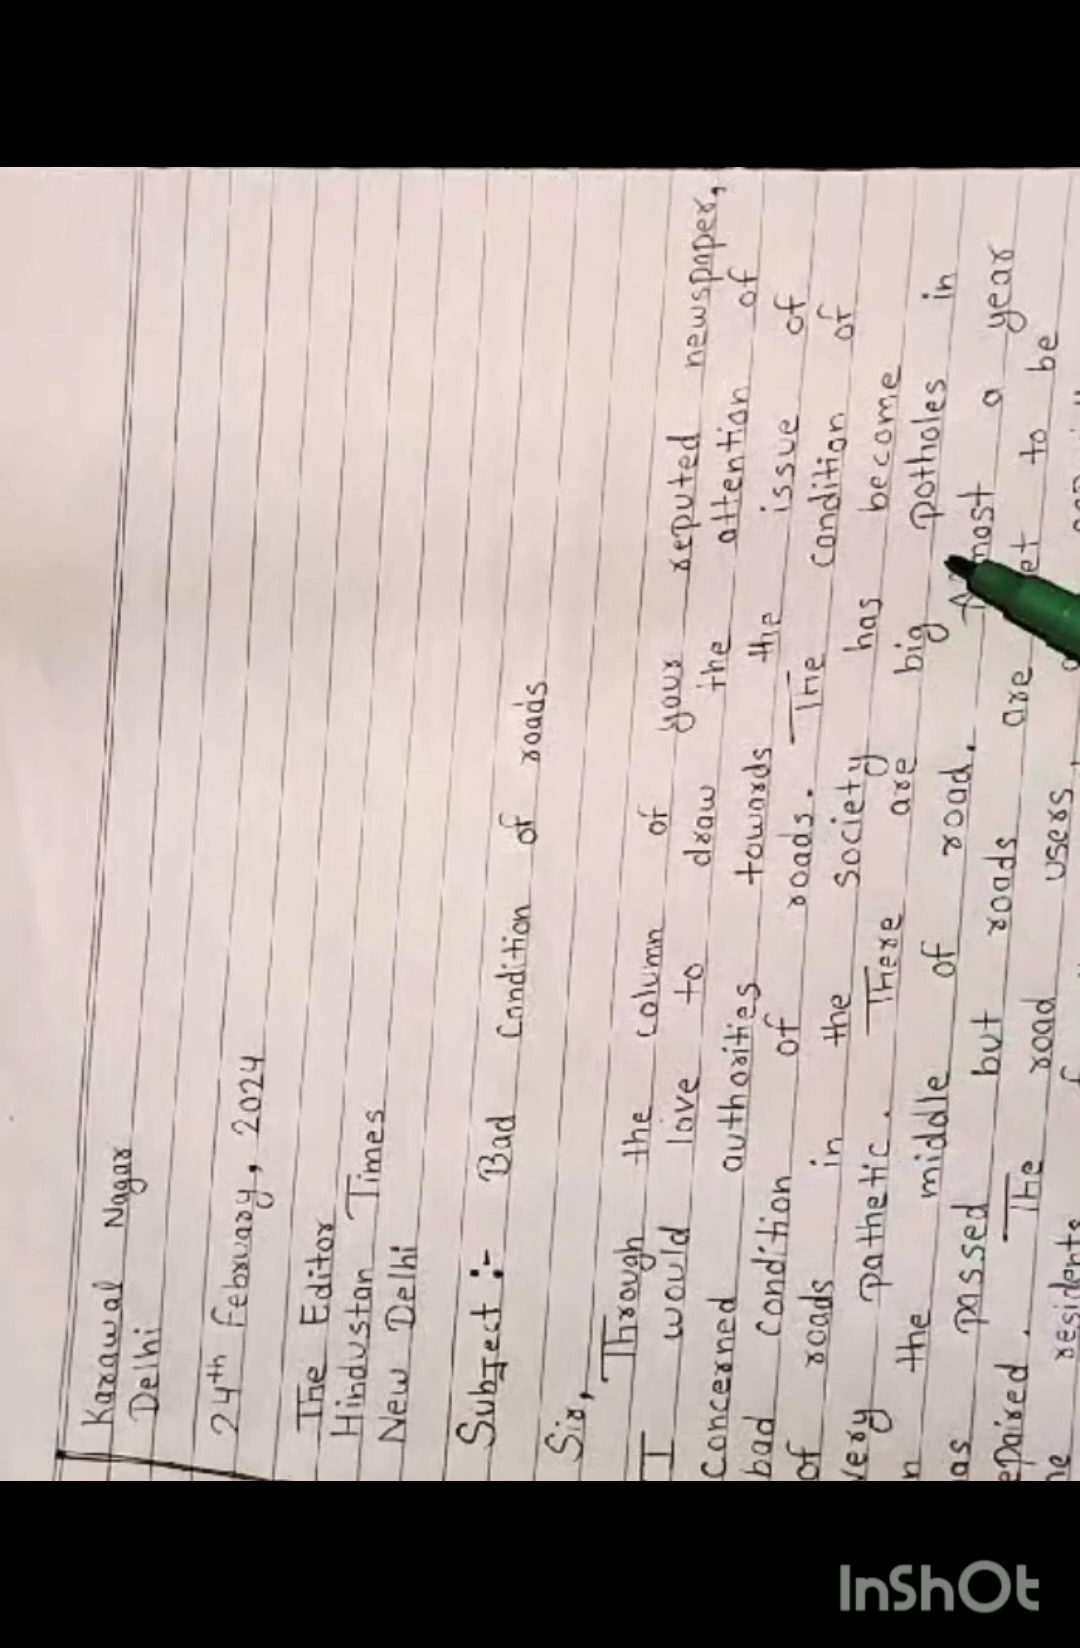 Karawal Nagar
Delhi
24th February, 2024
The Editor
Hindustan Times
New Delhi
Subject :- Bad Condition of roads
Sir,
Through the column of your reputed newspaper,
I would love to draw the attention of
Concerned authorities towards the issue of
bad condition of roads. The condition of
of roads in the society has become
very pathetic. There are big potholes in
n the middle of road. Almost a year
as passed but roads are et to be
epaired. The road users,
he residents
InShOt